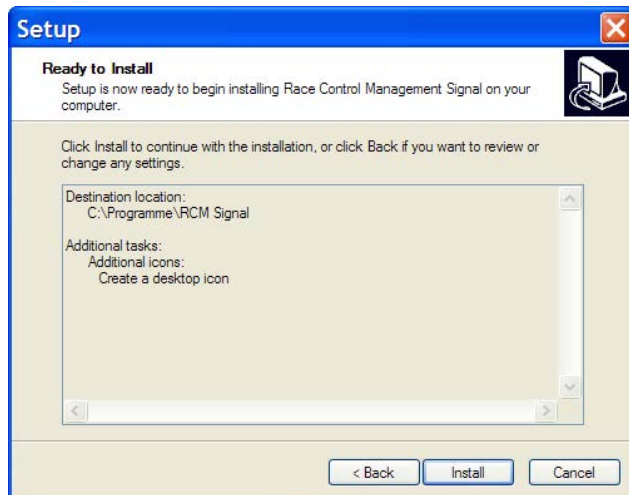 Setup
Ready to Install
Setup is now ready to begin installing Race Control Management Signal on your
computer.
Click Install to continue with the installation, or click Back if you want to review or
change any settings.
Destination location:
C:\Programme\RCM Signal
Additional tasks:
Additional icons:
Create a desktop icon
< Back
Install
Cancel